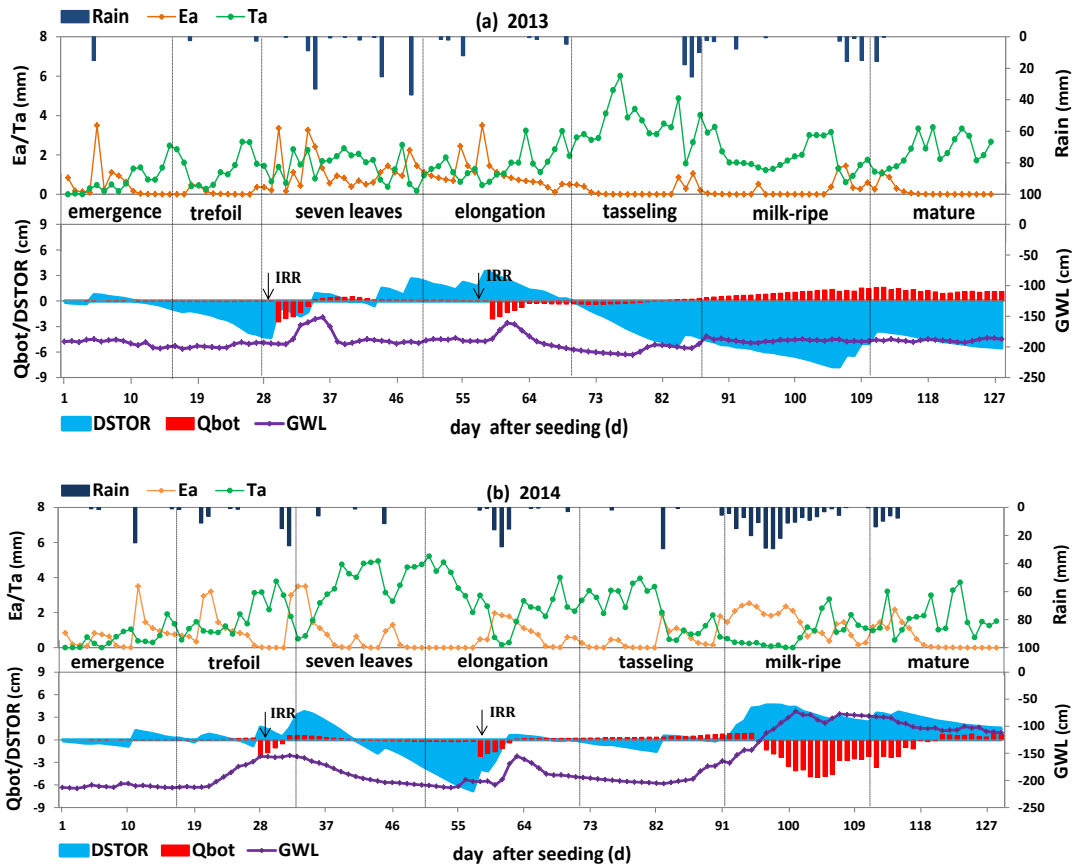 (a) 2013
Rain Ea Ta
8 0
6 20
4 40
60
2 80
0 100
Ea/Ta (mm)
Rain (mm)
emergence trefoil seven leaves elongation tasseling milk-ripe mature
9 0
6 -50
3
0 -100
-3 -150
-6 -200
-9 -250
Qbot/DSTOR (cm)
GWL (cm)
IRR IRR
1 10 19 28 37 46 55 64 73 82 91 100 109 118 127
DSTOR Qbot GWL
day after seeding (d)
(b) 2014
Rain Ea Ta
8 0
6 20
4 40
60
2 80
0 100
Ea/Ta (mm)
Rain (mm)
emergence trefoil seven leaves elongation tasseling milk-ripe mature
9 0
6 -50
3
0 -100
-3 -150
-6 -200
-9 -250
Qbot/DSTOR (cm)
GWL (cm)
IRR IRR
1 10 19 28 37 46 55 64 73 82 91 100 109 118 127
DSTOR Qbot GWL
day after seeding (d)